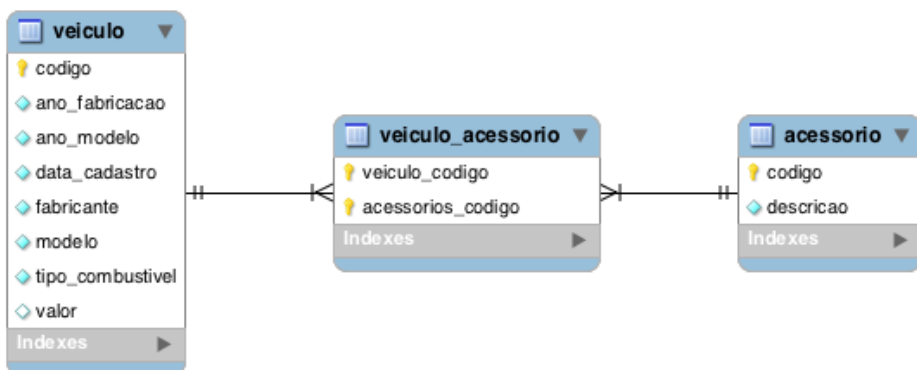 veiculo
codigo
ano_fabricacao
ano_modelo
data_cadastro
fabricante
modelo
tipo_combustivel
valor
Indexes
veiculo_acessorio
veiculo_codigo
acessorios_codigo
Indexes
acessorio
codigo
descricao
Indexes